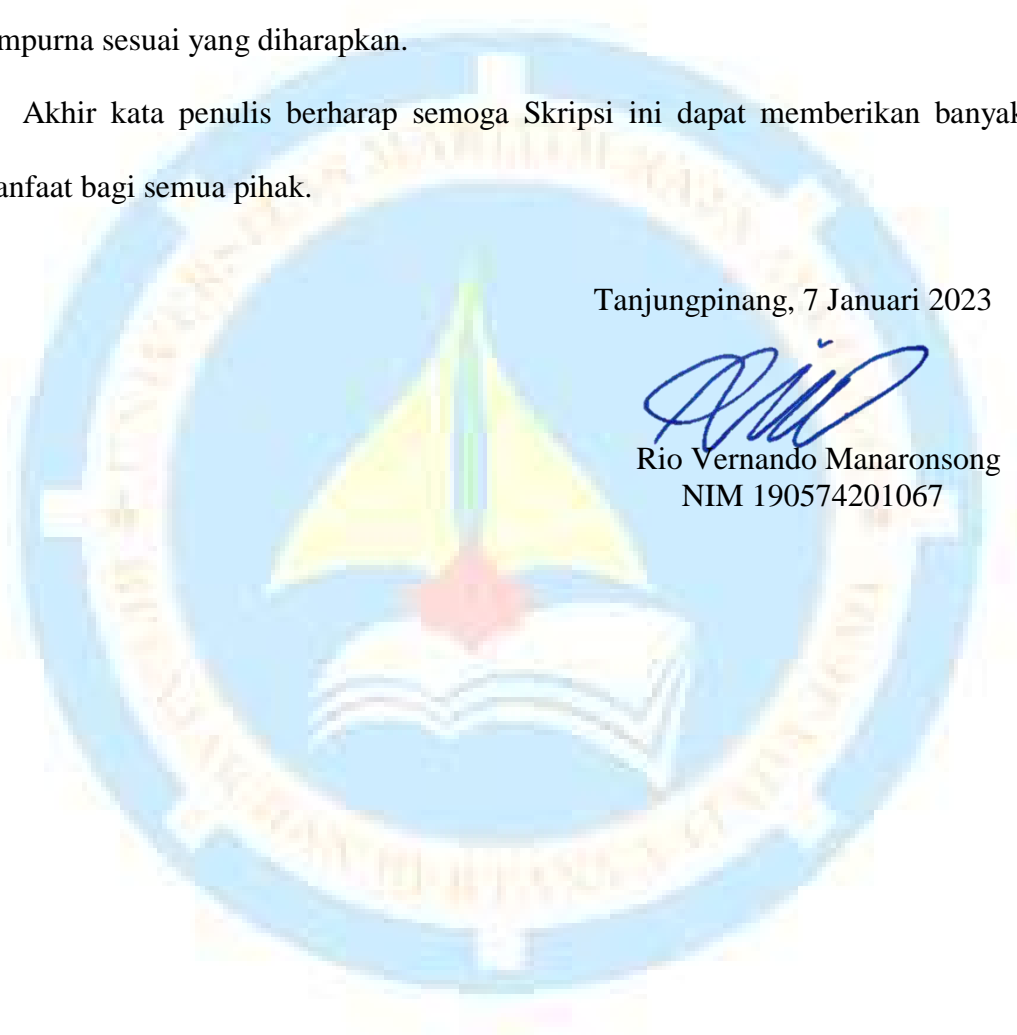 mpurna sesuai yang diharapkan.
Akhir kata penulis berharap semoga Skripsi ini dapat memberikan banyak
anfaat bagi semua pihak.
Tanjungpinang, 7 Januari 2023
Rio Vernando Manaronsong
NIM 190574201067